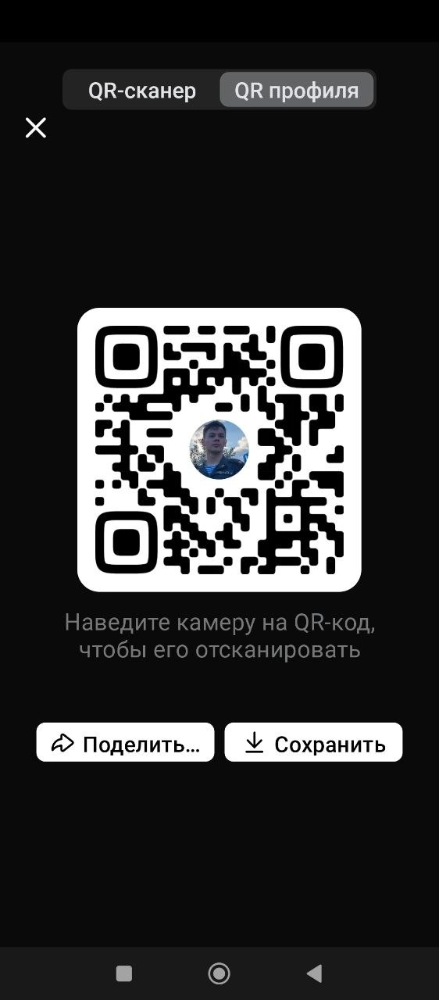 QR-сканер
QR профиля
Наведите камеру на QR-код,
чтобы его отсканировать
Поделить...
Сохранить